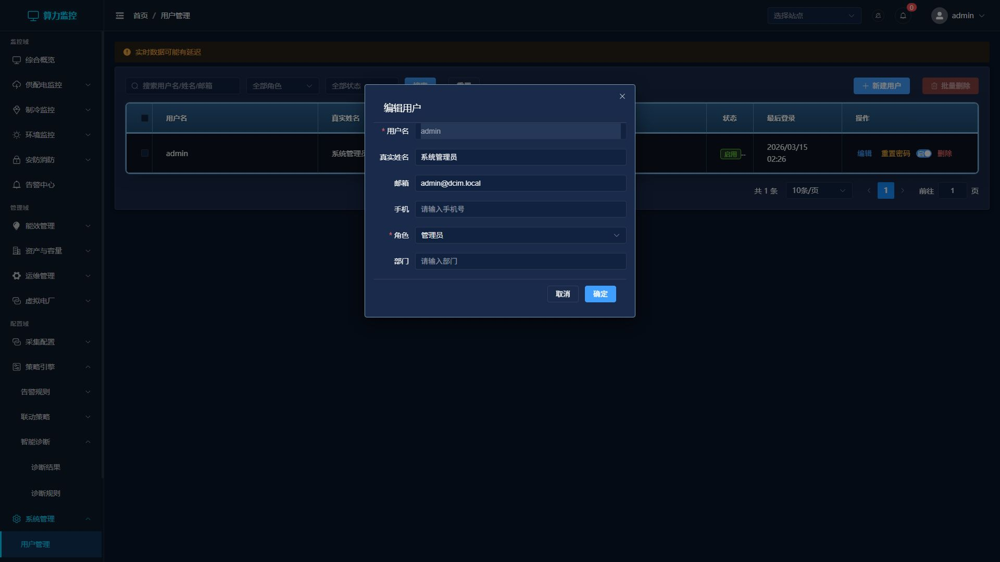 算力监控
首页 / 用户管理
选择站点
0
admin
监控域
综合概览
供配电监控
制冷监控
环境监控
安防消防
告警中心
管理域
能效管理
资产与容量
运维管理
虚拟电厂
配置域
采集配置
策略引擎
告警规则
联动策略
智能诊断
诊断结果
诊断规则
系统管理
用户管理
实时数据可能有延迟
搜索用户名/姓名/邮箱
全部角色
全部状态
新建用户
批量删除
用户名
真实姓名
状态
最后登录
操作
admin
系统管理员
启用...
2026/03/15
02:26
编辑
重置密码
启
删除
共 1 条
10条/页
1
前往
1
页
编辑用户
* 用户名
admin
真实姓名
系统管理员
邮箱
admin@dcim.local
手机
请输入手机号
* 角色
管理员
部门
请输入部门
取消
确定